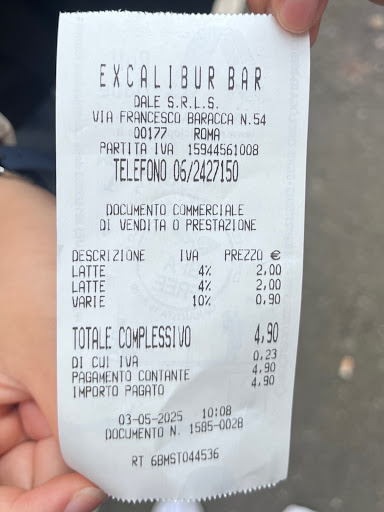 EXCALIBUR BAR
DALE S.R.L.S.
VIA FRANCESCO BARACCA N.54
00177 ROMA
PARTITA IVA 15944561008
TELEFONO 06/2427150
DOCUMENTO COMMERCIALE
DI VENDITA O PRESTAZIONE
DESCRIZIONE IVA PREZZO €
LATTE 4% 2,00
LATTE 4% 2,00
VARIE 10% 0,90
TOTALE COMPLESSIVO 4,90
DI CUI IVA 0,23
PAGAMENTO CONTANTE 4,90
IMPORTO PAGATO 4,90
03-05-2025 10:08
DOCUMENTO N. 1585-0028
RT 6BMST044536